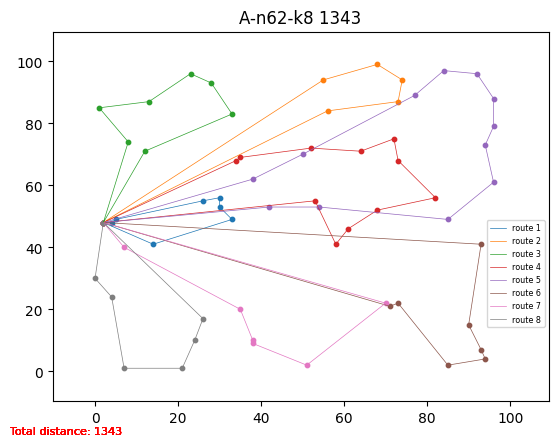 A-n62-k8 1343
100
80
60
40
20
0
0 20 40 60 80 100
route 1
route 2
route 3
route 4
route 5
route 6
route 7
route 8
Total distance: 1343